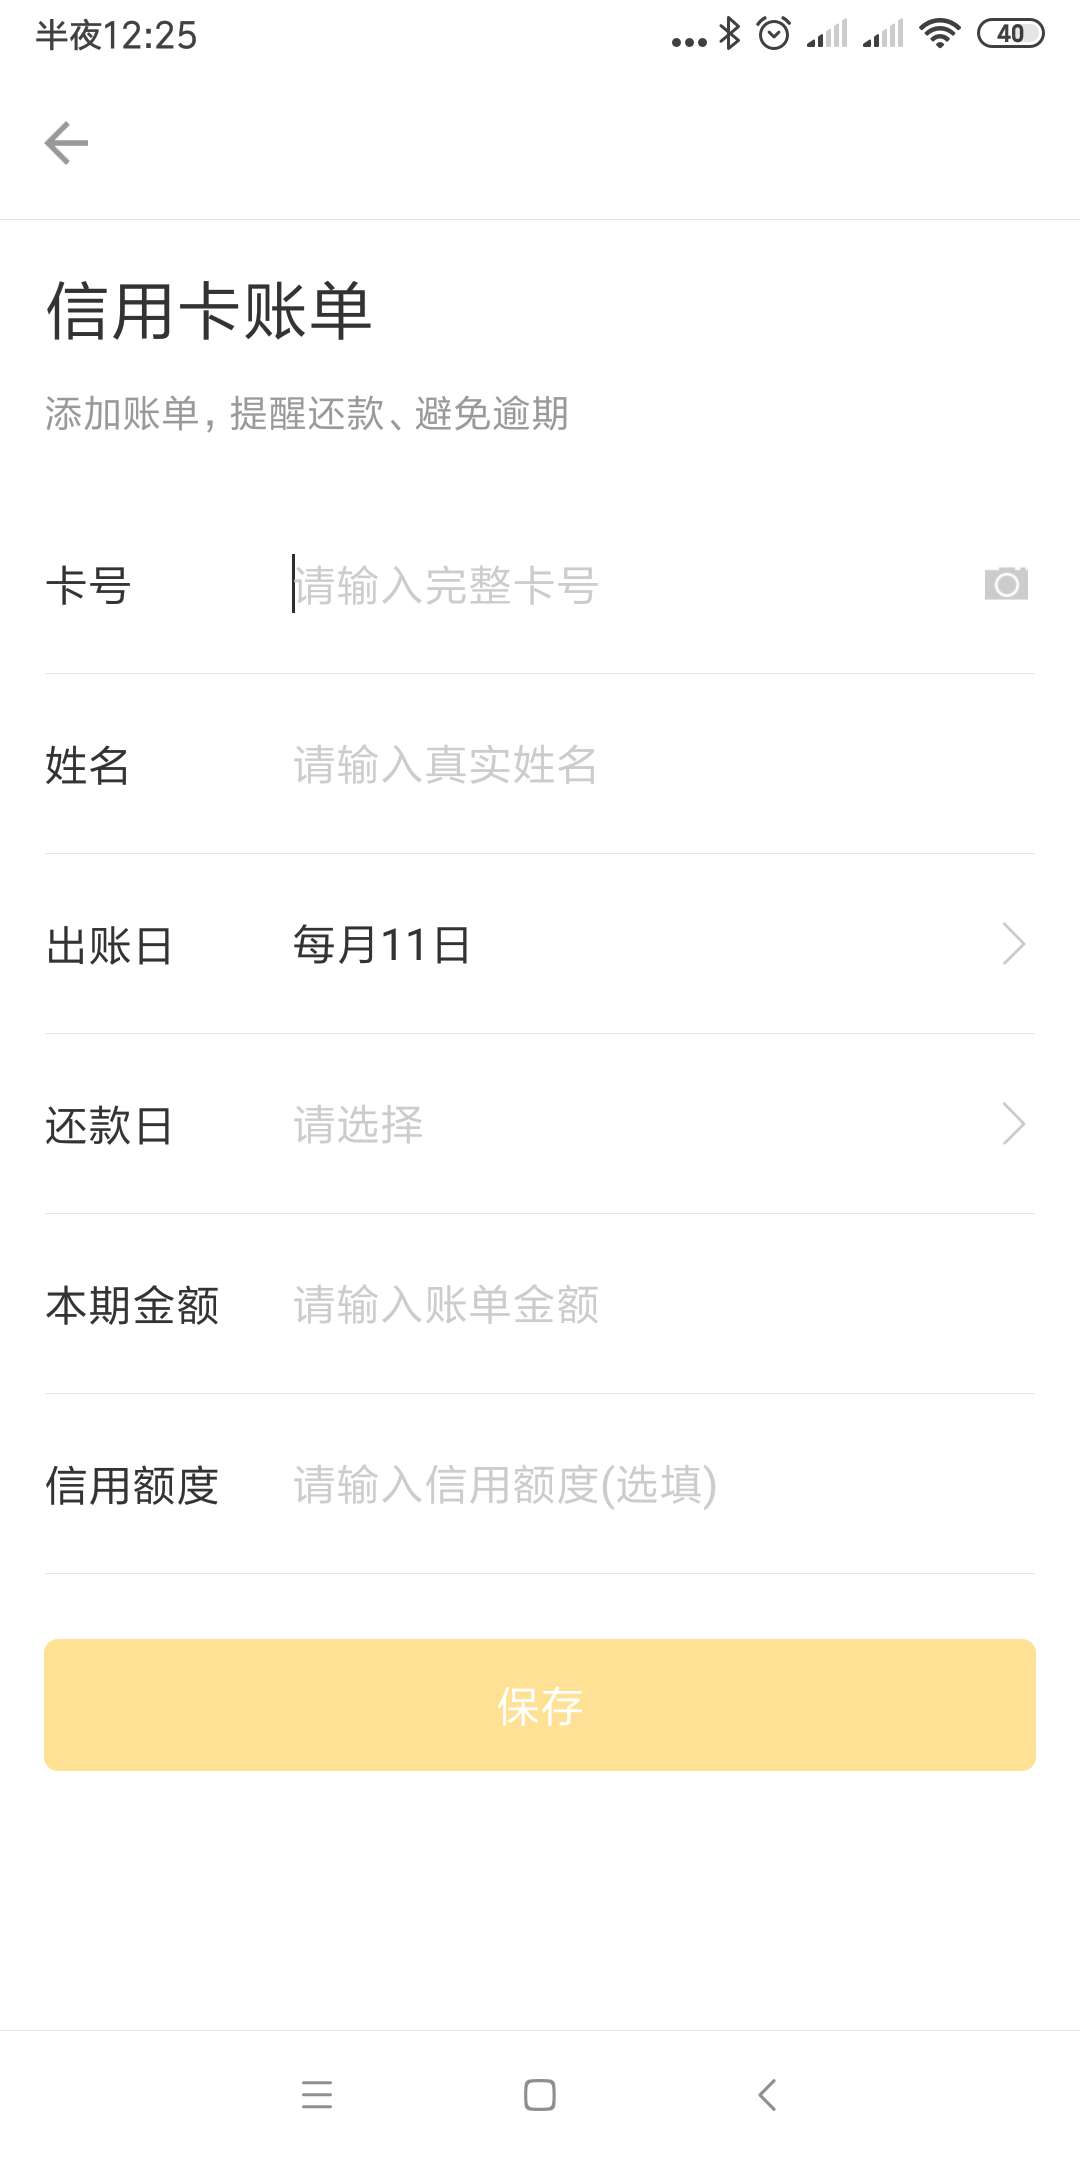 半夜12:25
40
信用卡账单
添加账单，提醒还款、避免逾期
卡号 请输入完整卡号
姓名 请输入真实姓名
出账日 每月11日
还款日 请选择
本期金额 请输入账单金额
信用额度 请输入信用额度(选填)
保存